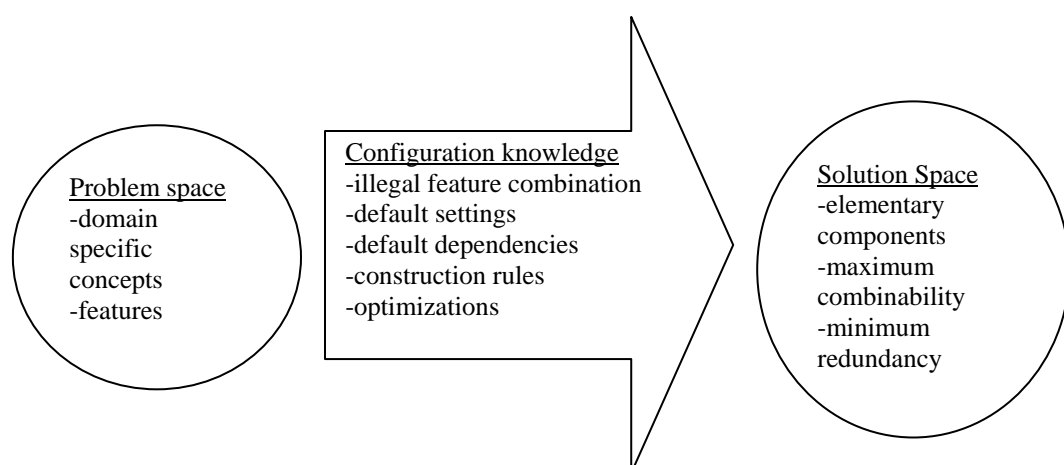 Problem space
-domain
specific
concepts
-features
Configuration knowledge
-illegal feature combination
-default settings
-default dependencies
-construction rules
-optimizations
Solution Space
-elementary
components
-maximum
combinability
-minimum
redundancy